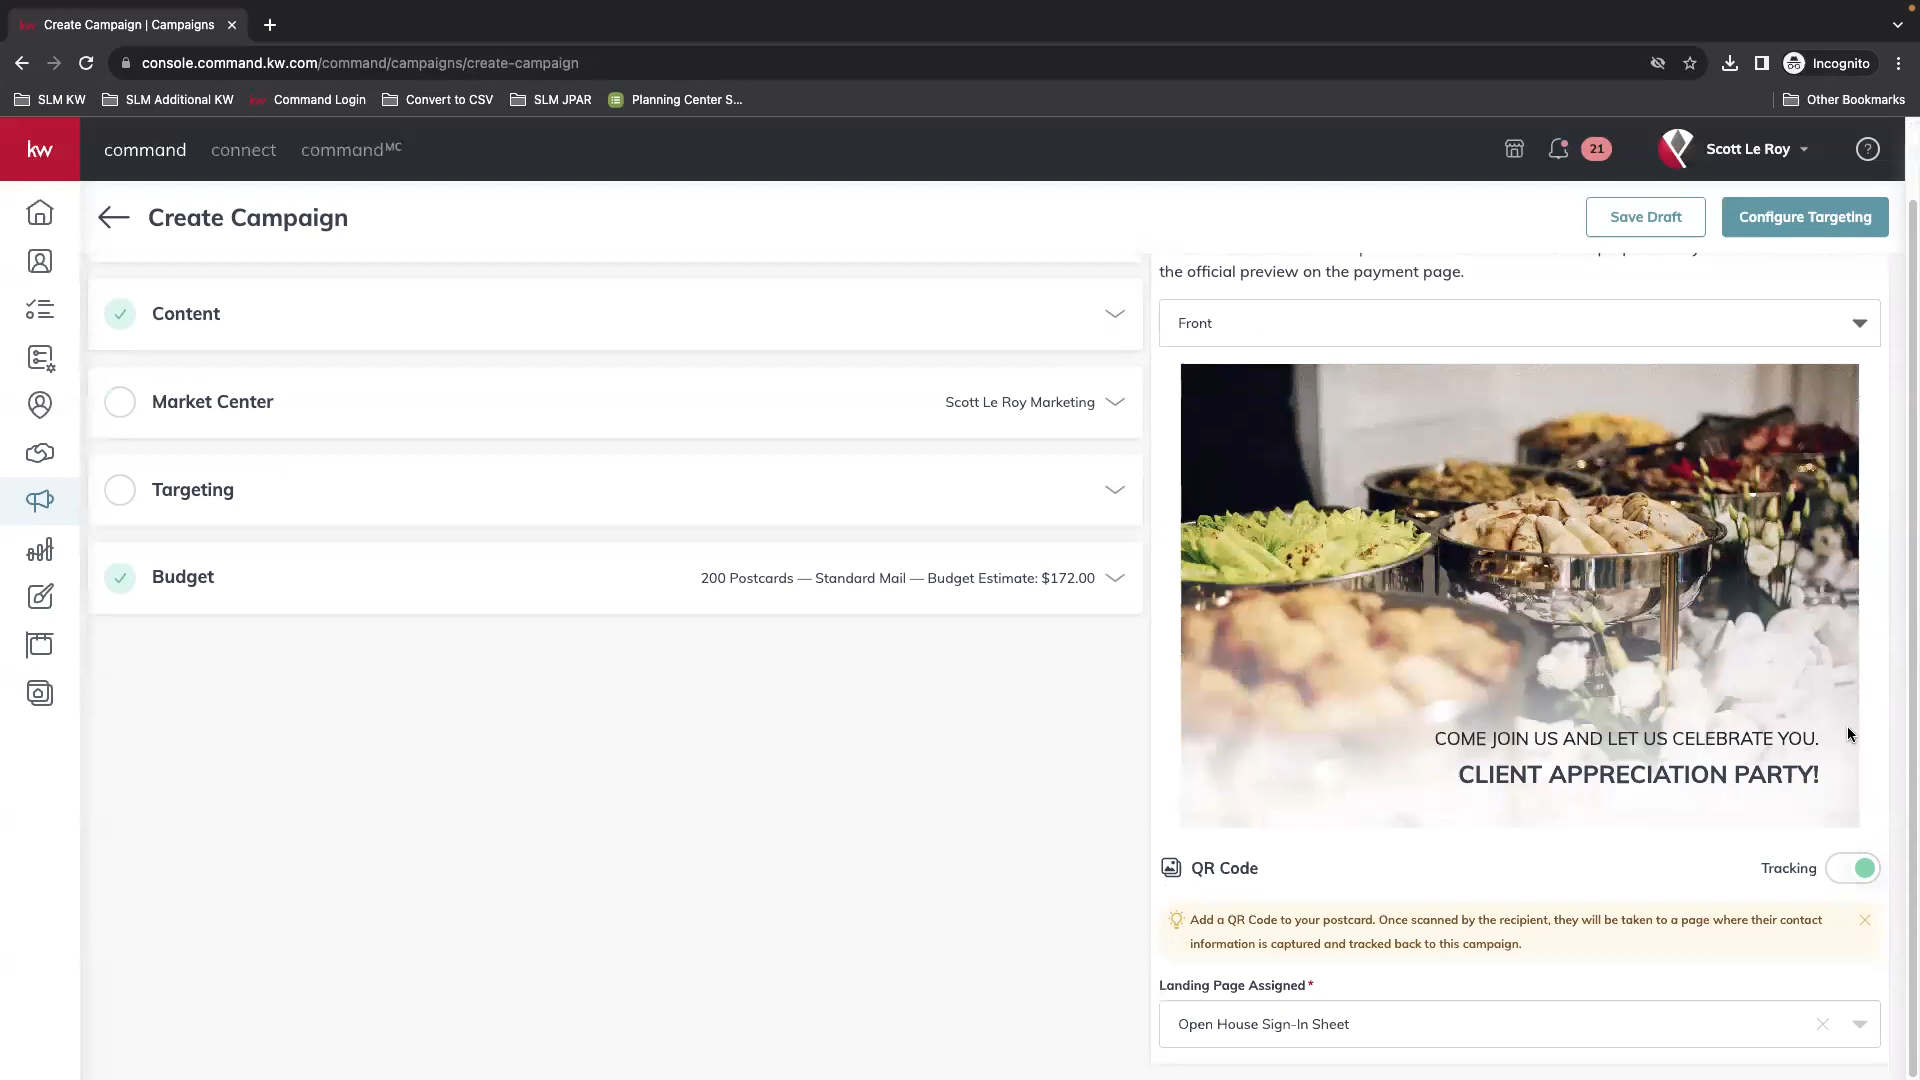 Create Campaign | Campaigns
console.command.kw.com/command/campaigns/create-campaign
Incognito
SLM KW
SLM Additional KW
kw
Command Login
Convert to CSV
SLM JPAR
Planning Center S...
Other Bookmarks
kw
command
connect
commandMC
21
Scott Le Roy
?
Create Campaign
Save Draft
Configure Targeting
the official preview on the payment page.
Content
Front
Market Center
Scott Le Roy Marketing
Targeting
Budget
200 Postcards — Standard Mail — Budget Estimate: $172.00
COME JOIN US AND LET US CELEBRATE YOU.
CLIENT APPRECIATION PARTY!
QR Code
Tracking
Add a QR Code to your postcard. Once scanned by the recipient, they will be taken to a page where their contact
information is captured and tracked back to this campaign.
Landing Page Assigned*
Open House Sign-In Sheet